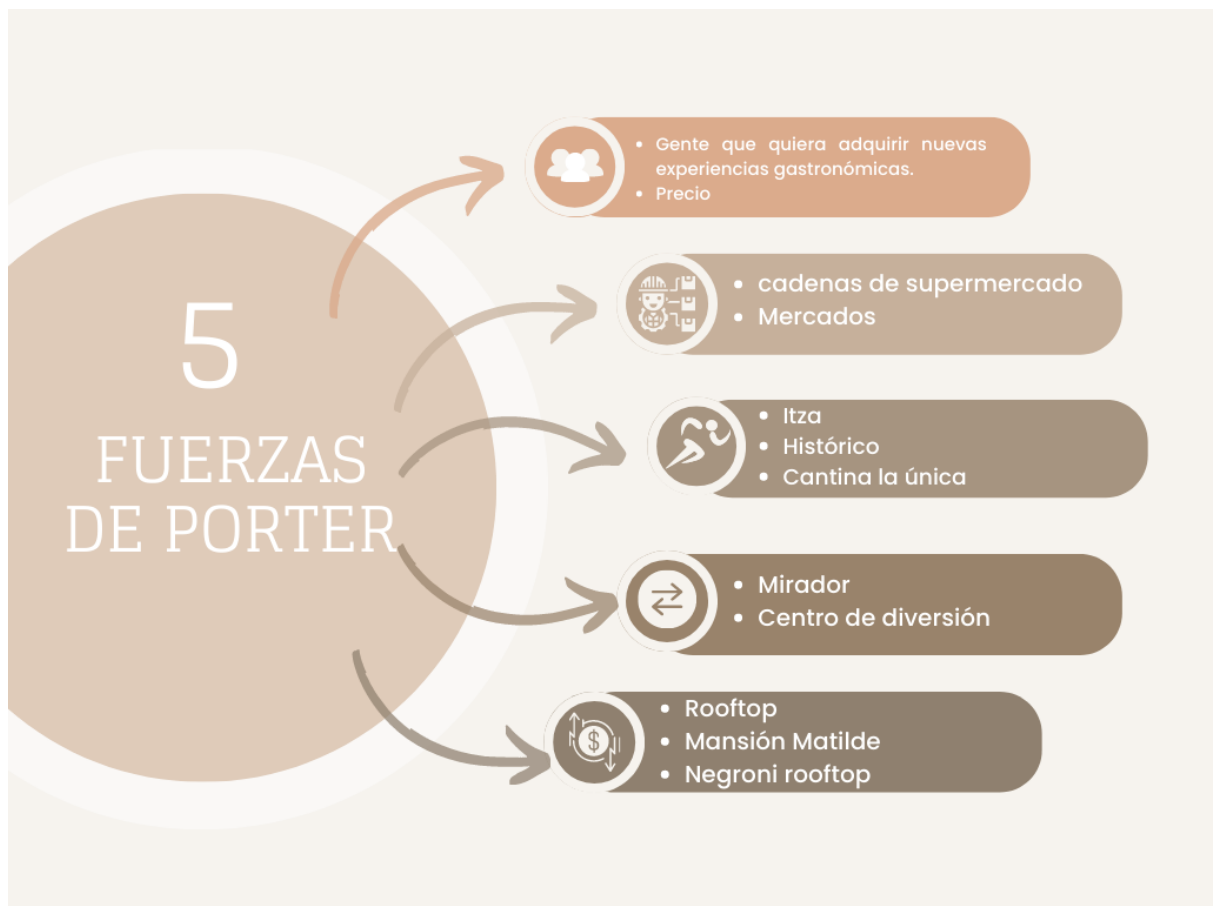 5
FUERZAS
DE PORTER
• Gente que quiera adquirir nuevas
experiencias gastronómicas.
• Precio
• cadenas de supermercado
• Mercados
• Itza
• Histórico
• Cantina la única
• Mirador
• Centro de diversión
$
• Rooftop
• Mansión Matilde
• Negroni rooftop